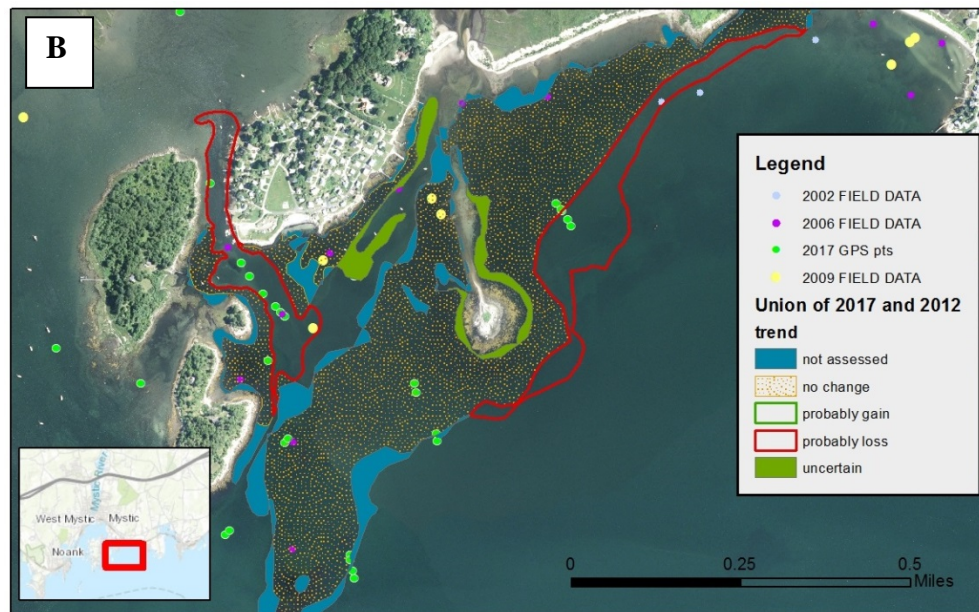 B
Legend
2002 FIELD DATA
2006 FIELD DATA
2017 GPS pts
2009 FIELD DATA
Union of 2017 and 2012
trend
not assessed
no change
probably gain
probably loss
uncertain
Mystic River
West Mystic
Mystic
Noank
0 0.25 0.5
Miles